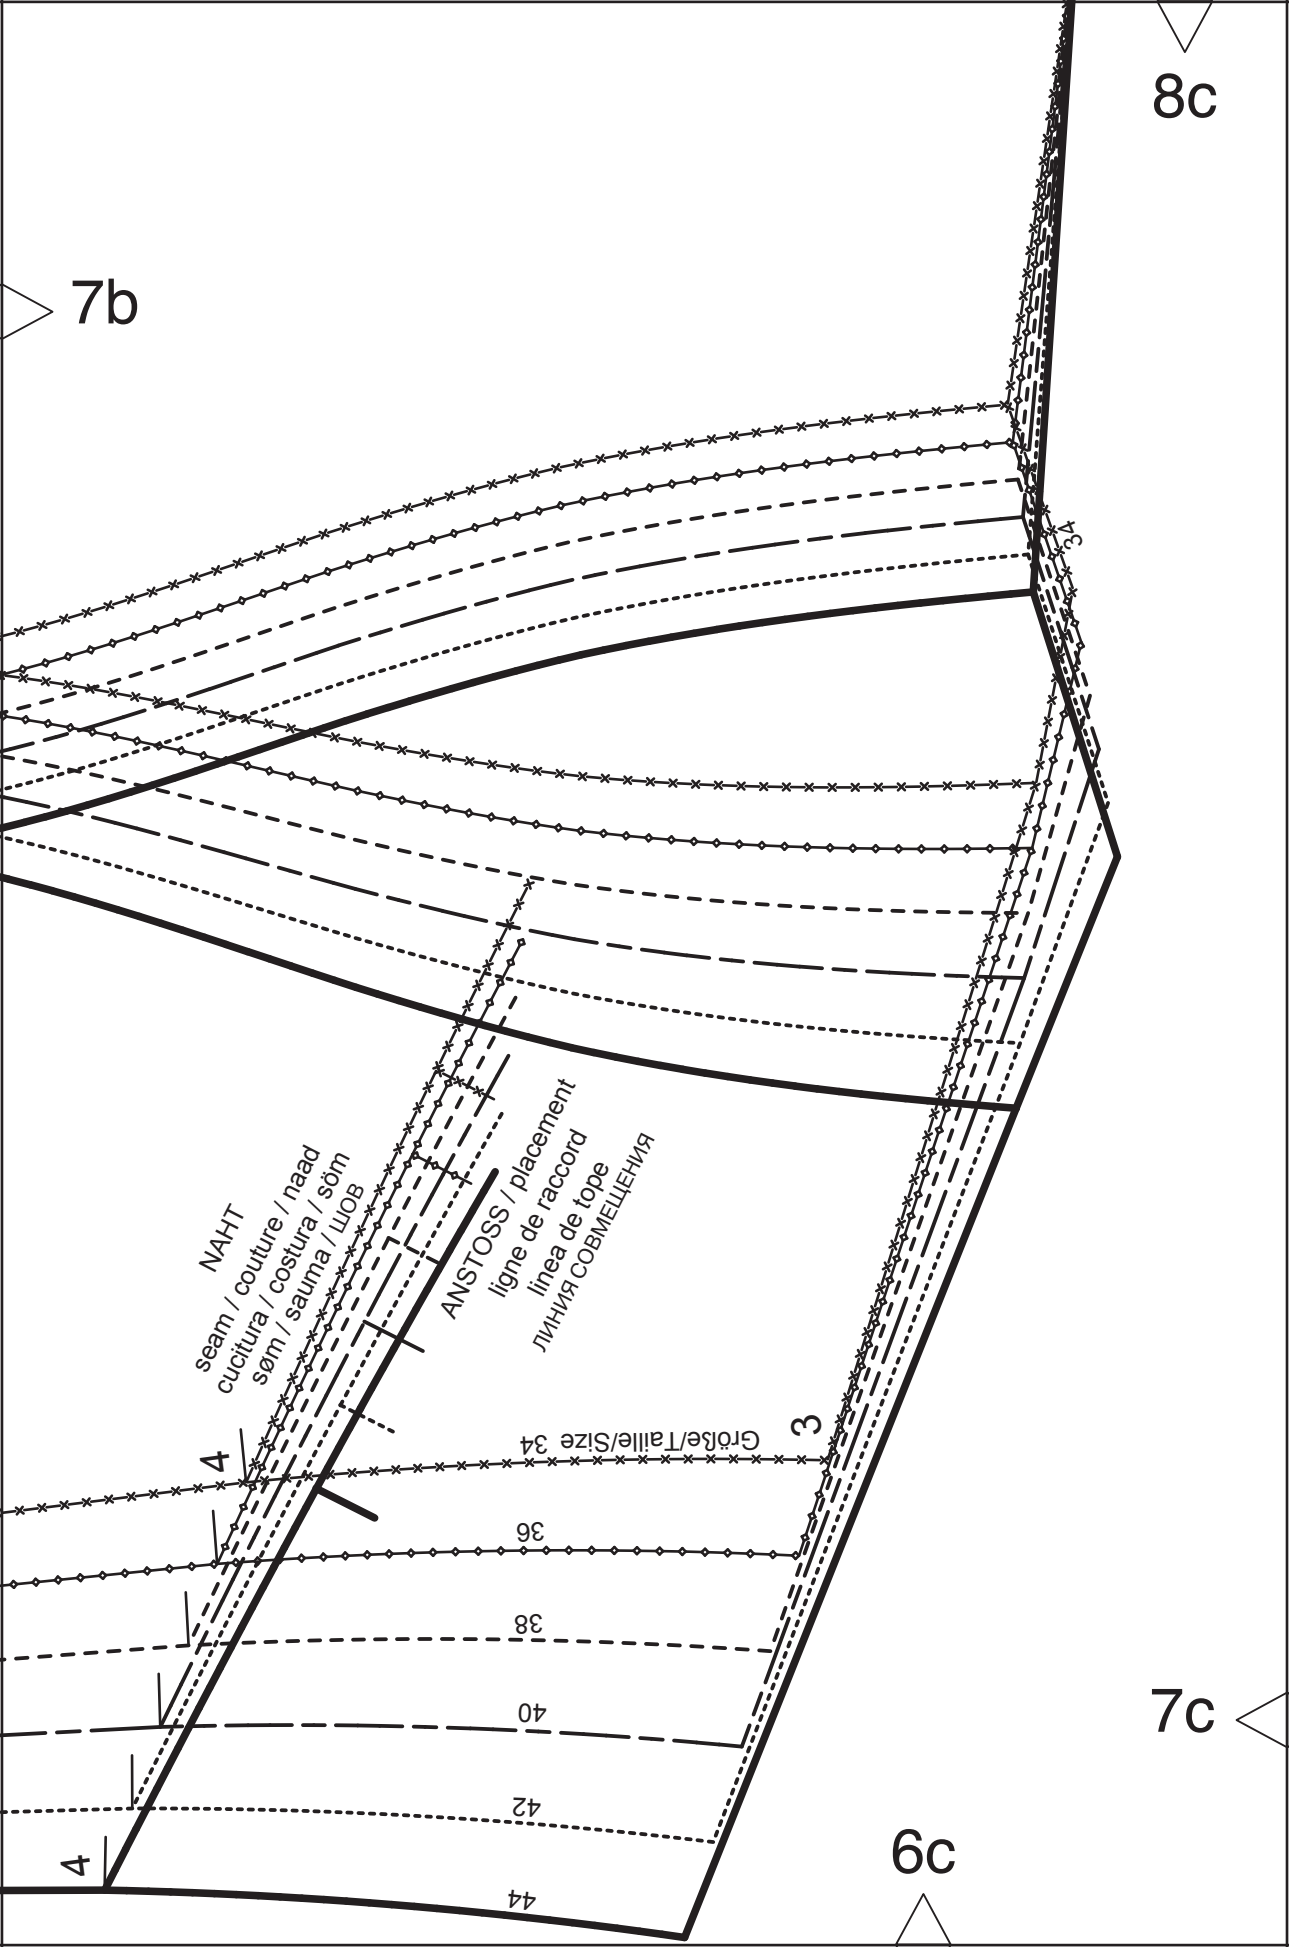 8c
7b
34
NAHT
seam / couture / naad
cucitura / costura / söm
søm / sauma / ШОВ
ANSTOSS / placement
ligne de raccord
linea de tope
ЛИНИЯ СОВМЕЩЕНИЯ
4
Größe/Taille/Size 34
3
36
38
40
42
4
44
7c
6c